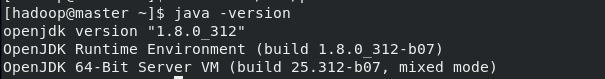 [hadoop@master ~]$ java -version
openjdk version "1.8.0_312"
OpenJDK Runtime Environment (build 1.8.0_312-b07)
OpenJDK 64-Bit Server VM (build 25.312-b07, mixed mode)